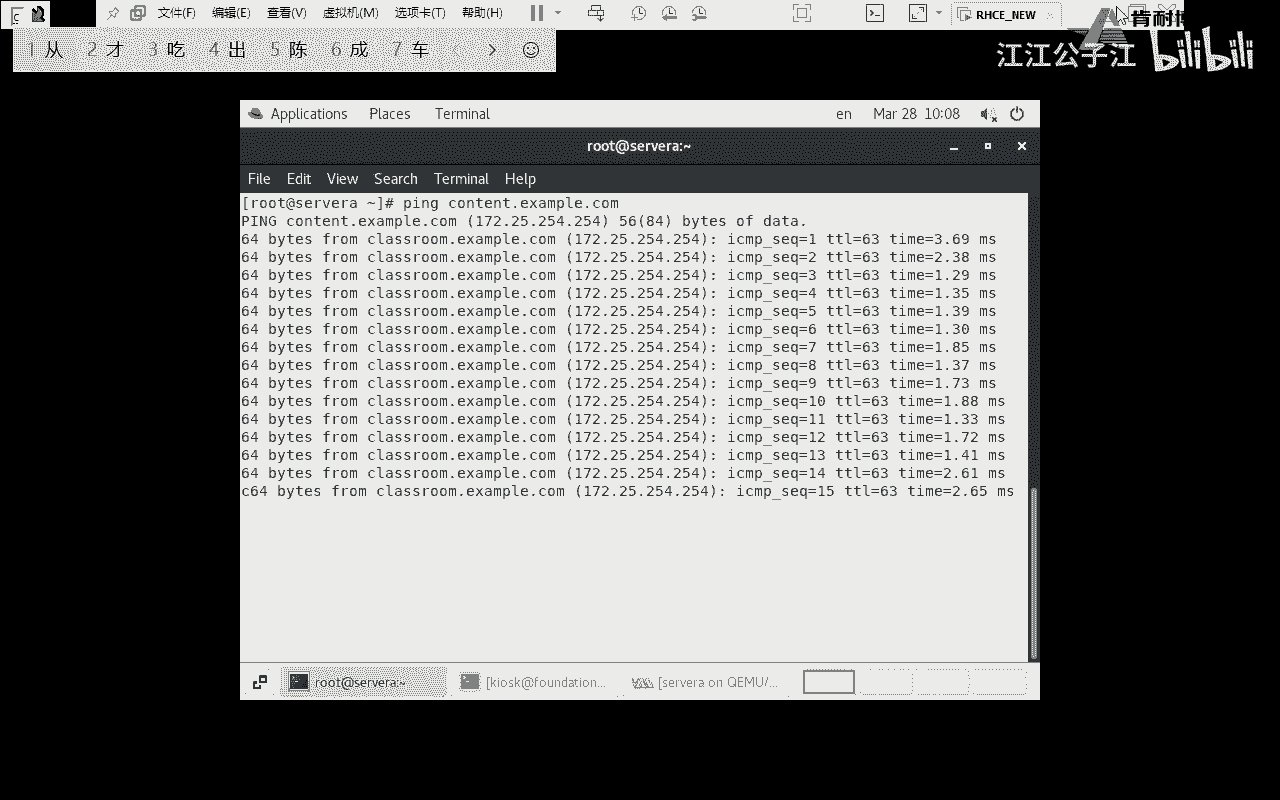 文件(F) 编辑(E) 查看(V) 虚拟机(M) 选项卡(T) 帮助(H) RHCE_NEW
1 从 2 才 3 吃 4 出 5 陈 6 成 7 车
江江公子江 bilibili
Applications Places Terminal en Mar 28 10:08
root@servera:~
File Edit View Search Terminal Help
[root@servera ~]# ping content.example.com
PING content.example.com (172.25.254.254) 56(84) bytes of data.
64 bytes from classroom.example.com (172.25.254.254): icmp_seq=1 ttl=63 time=3.69 ms
64 bytes from classroom.example.com (172.25.254.254): icmp_seq=2 ttl=63 time=2.38 ms
64 bytes from classroom.example.com (172.25.254.254): icmp_seq=3 ttl=63 time=1.29 ms
64 bytes from classroom.example.com (172.25.254.254): icmp_seq=4 ttl=63 time=1.35 ms
64 bytes from classroom.example.com (172.25.254.254): icmp_seq=5 ttl=63 time=1.39 ms
64 bytes from classroom.example.com (172.25.254.254): icmp_seq=6 ttl=63 time=1.30 ms
64 bytes from classroom.example.com (172.25.254.254): icmp_seq=7 ttl=63 time=1.85 ms
64 bytes from classroom.example.com (172.25.254.254): icmp_seq=8 ttl=63 time=1.37 ms
64 bytes from classroom.example.com (172.25.254.254): icmp_seq=9 ttl=63 time=1.73 ms
64 bytes from classroom.example.com (172.25.254.254): icmp_seq=10 ttl=63 time=1.88 ms
64 bytes from classroom.example.com (172.25.254.254): icmp_seq=11 ttl=63 time=1.33 ms
64 bytes from classroom.example.com (172.25.254.254): icmp_seq=12 ttl=63 time=1.72 ms
64 bytes from classroom.example.com (172.25.254.254): icmp_seq=13 ttl=63 time=1.41 ms
64 bytes from classroom.example.com (172.25.254.254): icmp_seq=14 ttl=63 time=2.61 ms
c64 bytes from classroom.example.com (172.25.254.254): icmp_seq=15 ttl=63 time=2.65 ms
root@servera:~ [kiosk@foundation... [servera on QEMU/...